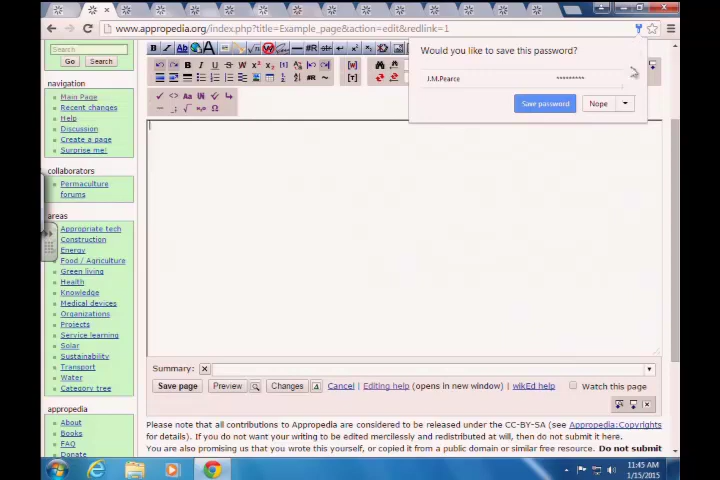 www.appropedia.org/index.php?title=Example_page&action=edit&redlink=1
Would you like to save this password?
J.M.Pearce *********
Save password Nope
Search
Go Search
navigation
Main Page
Recent changes
Help
Discussion
Create a page
Surprise me!
collaborators
Permaculture
forums
areas
Appropriate tech
Construction
Energy
Food / Agriculture
Green living
Health
Knowledge
Medical devices
Organizations
Projects
Service learning
Solar
Sustainability
Transport
Water
Category tree
appropedia
About
Books
FAQ
Donate
Summary:
Save page Preview Changes Cancel | Editing help (opens in new window) | wikEd help Watch this page
Please note that all contributions to Appropedia are considered to be released under the CC-BY-SA (see Appropedia:Copyrights
for details). If you do not want your writing to be edited mercilessly and redistributed at will, then do not submit it here.
You are also promising us that you wrote this yourself, or copied it from a public domain or similar free resource. Do not submit
11:45 AM
1/15/2015